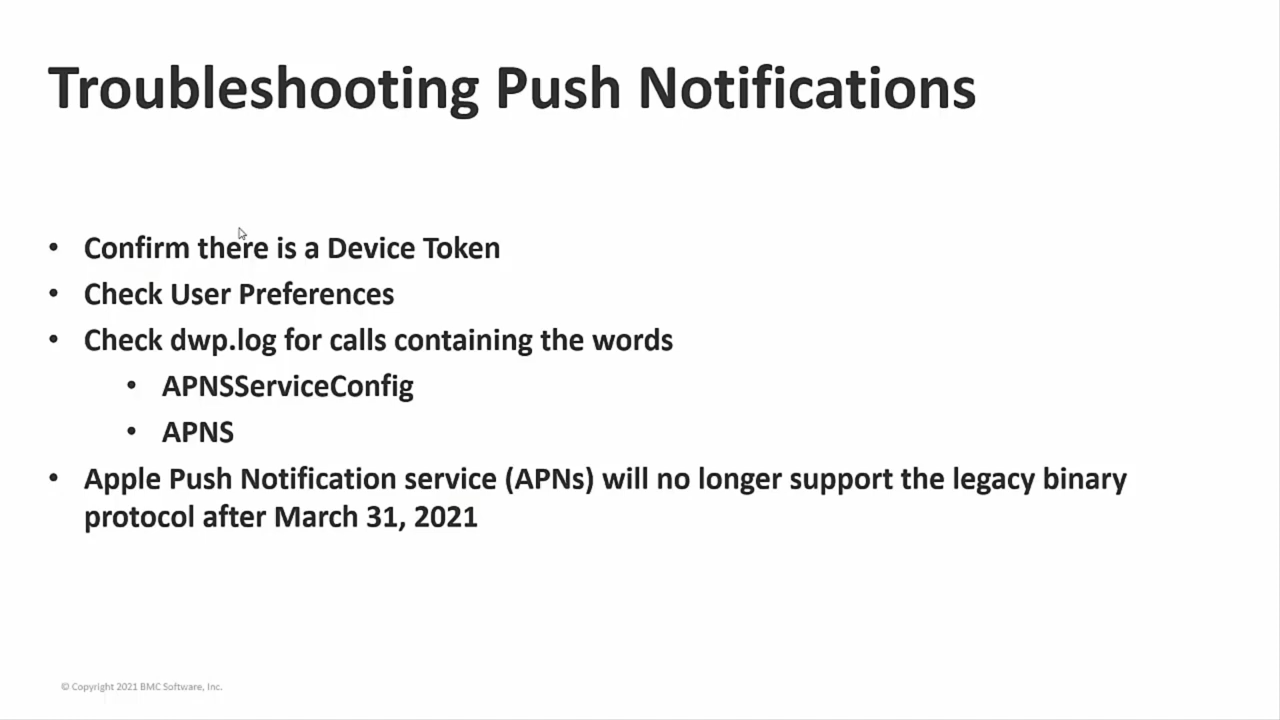 Troubleshooting Push Notifications
• Confirm there is a Device Token
• Check User Preferences
• Check dwp.log for calls containing the words
• APNSServiceConfig
• APNS
• Apple Push Notification service (APNs) will no longer support the legacy binary
protocol after March 31, 2021
© Copyright 2021 BMC Software, Inc.